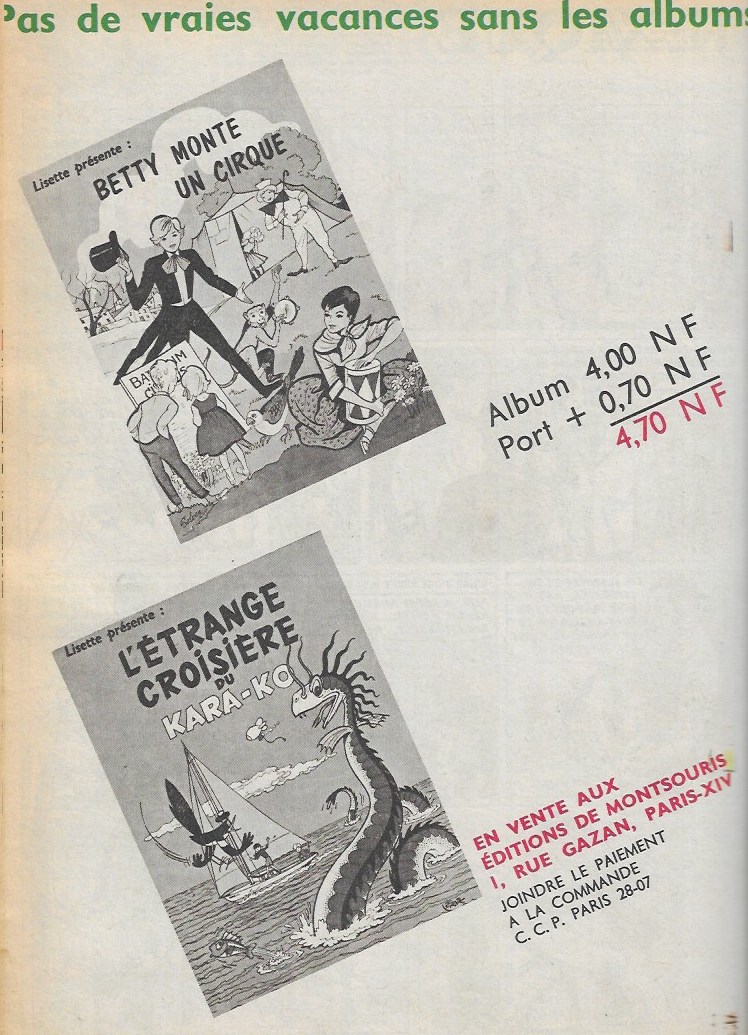 Pas de vraies vacances sans les albums
Lisette présente :
BETTY MONTE
UN CIRQUE
Album 4,00 NF
Port + 0,70 NF
4,70 NF
Lisette présente :
L'ÉTRANGE
CROISIÈRE
DU
KARA-KO
EN VENTE AUX
ÉDITIONS DE MONTSOURIS
1, RUE GAZAN, PARIS-XIV
JOINDRE LE PAIEMENT
A LA COMMANDE
C. C. P. PARIS 28-07